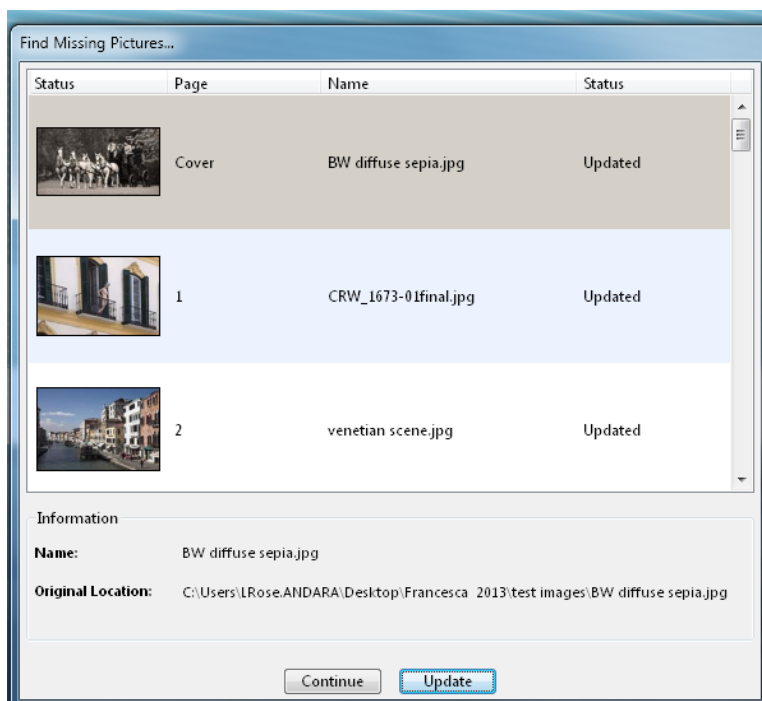 Find Missing Pictures...
Status Page Name Status
Cover BW diffuse sepia.jpg Updated
1 CRW_1673-01final.jpg Updated
2 venetian scene.jpg Updated
Information
Name: BW diffuse sepia.jpg
Original Location: C:\Users\LRose.ANDARA\Desktop\Francesca 2013\test images\BW diffuse sepia.jpg
Continue Update